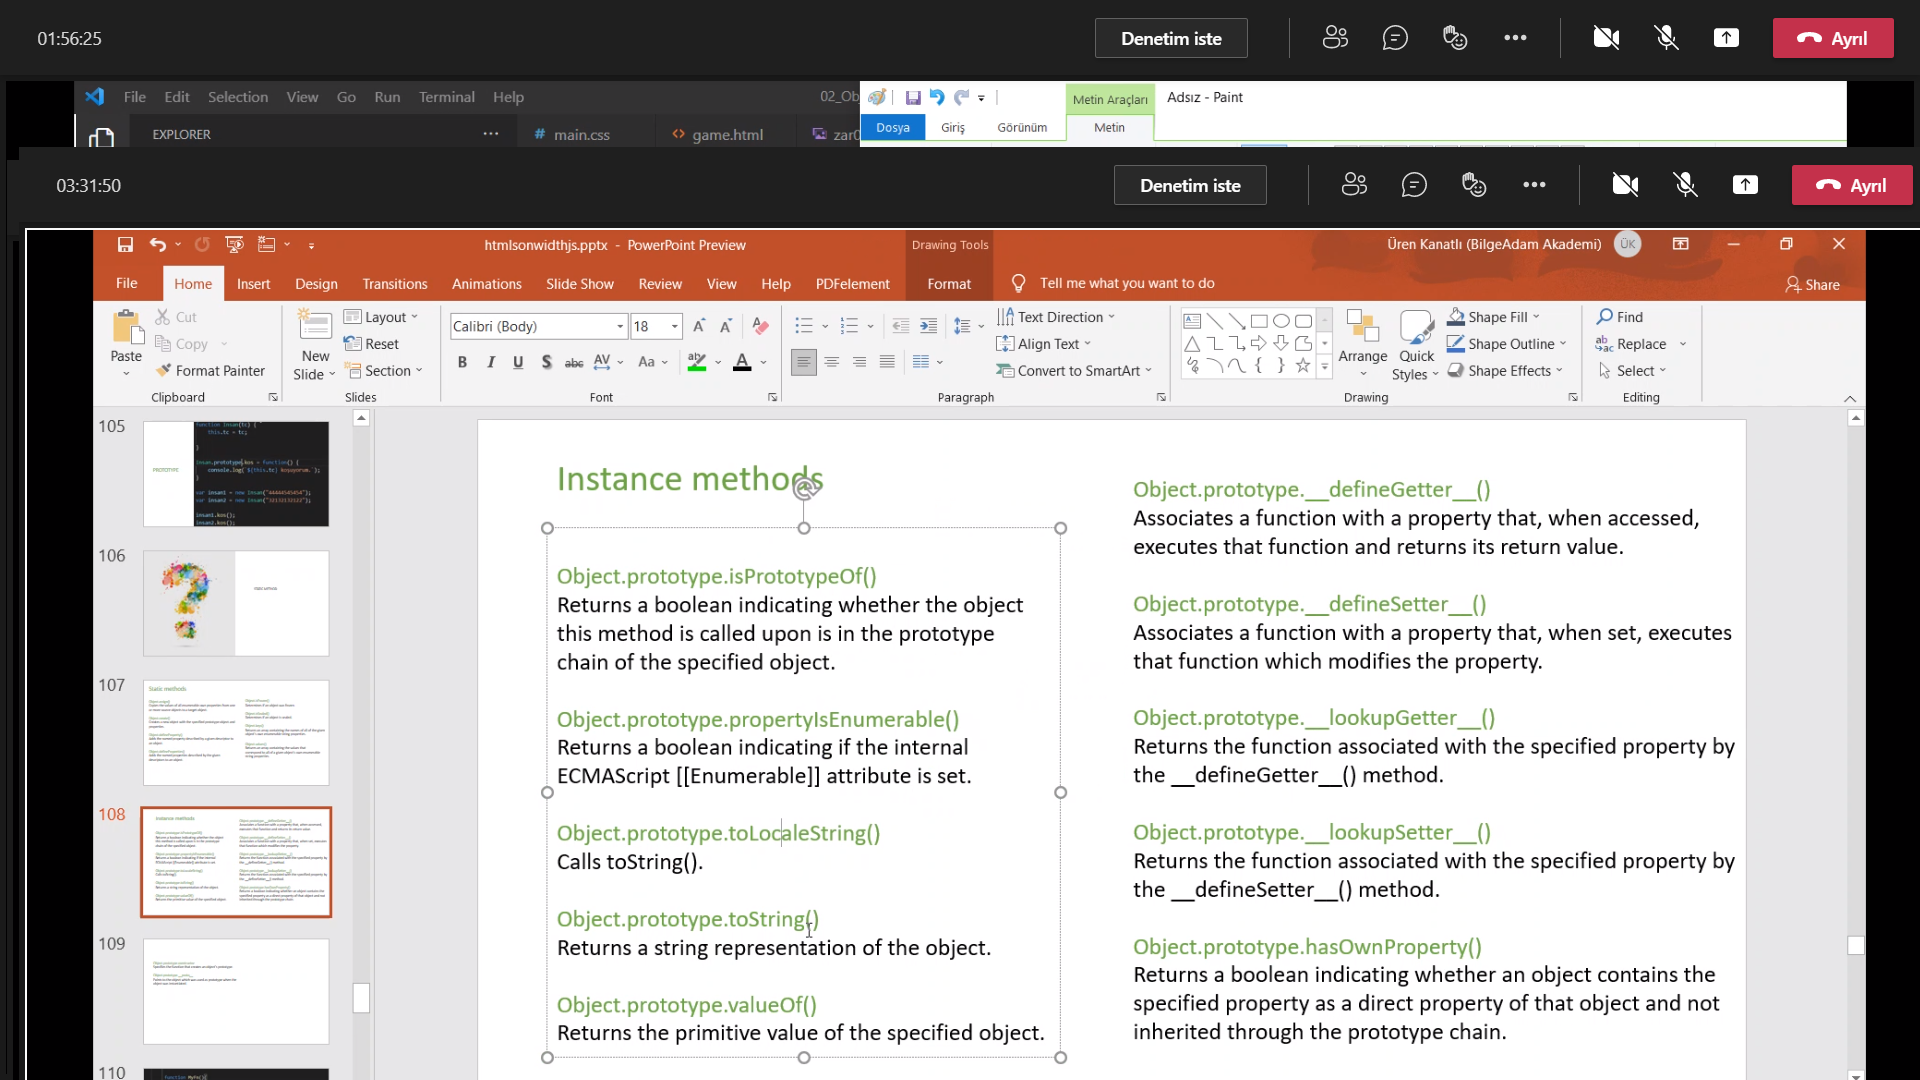 01:56:25
Denetim iste
Ayrıl
File Edit Selection View Go Run Terminal Help
Metin Araçları
Adsız - Paint
EXPLORER
main.css
game.html
Dosya
Giriş
Görünüm
Metin
03:31:50
Denetim iste
Ayrıl
htmlsonwidthjs.pptx - PowerPoint Preview
Drawing Tools
Üren Kanatlı (BilgeAdam Akademi)
ÜK
File Home Insert Design Transitions Animations Slide Show Review View Help PDFelement Format
Tell me what you want to do
Share
Paste
Cut
Copy
Format Painter
Clipboard
New
Slide
Layout
Reset
Section
Slides
Calibri (Body)
18
Font
Text Direction
Align Text
Convert to SmartArt
Paragraph
Arrange
Quick
Styles
Shape Fill
Shape Outline
Shape Effects
Drawing
Find
Replace
Select
Editing
105
PROTOTYPE
106
107
Static methods
108
Instance methods
109
110
Instance methods
Object.prototype.isPrototypeOf()
Returns a boolean indicating whether the object
this method is called upon is in the prototype
chain of the specified object.
Object.prototype.propertyIsEnumerable()
Returns a boolean indicating if the internal
ECMAScript [[Enumerable]] attribute is set.
Object.prototype.toLocaleString()
Calls toString().
Object.prototype.toString()
Returns a string representation of the object.
Object.prototype.valueOf()
Returns the primitive value of the specified object.
Object.prototype.__defineGetter__()
Associates a function with a property that, when accessed,
executes that function and returns its return value.
Object.prototype.__defineSetter__()
Associates a function with a property that, when set, executes
that function which modifies the property.
Object.prototype.__lookupGetter__()
Returns the function associated with the specified property by
the __defineGetter__() method.
Object.prototype.__lookupSetter__()
Returns the function associated with the specified property by
the __defineSetter__() method.
Object.prototype.hasOwnProperty()
Returns a boolean indicating whether an object contains the
specified property as a direct property of that object and not
inherited through the prototype chain.